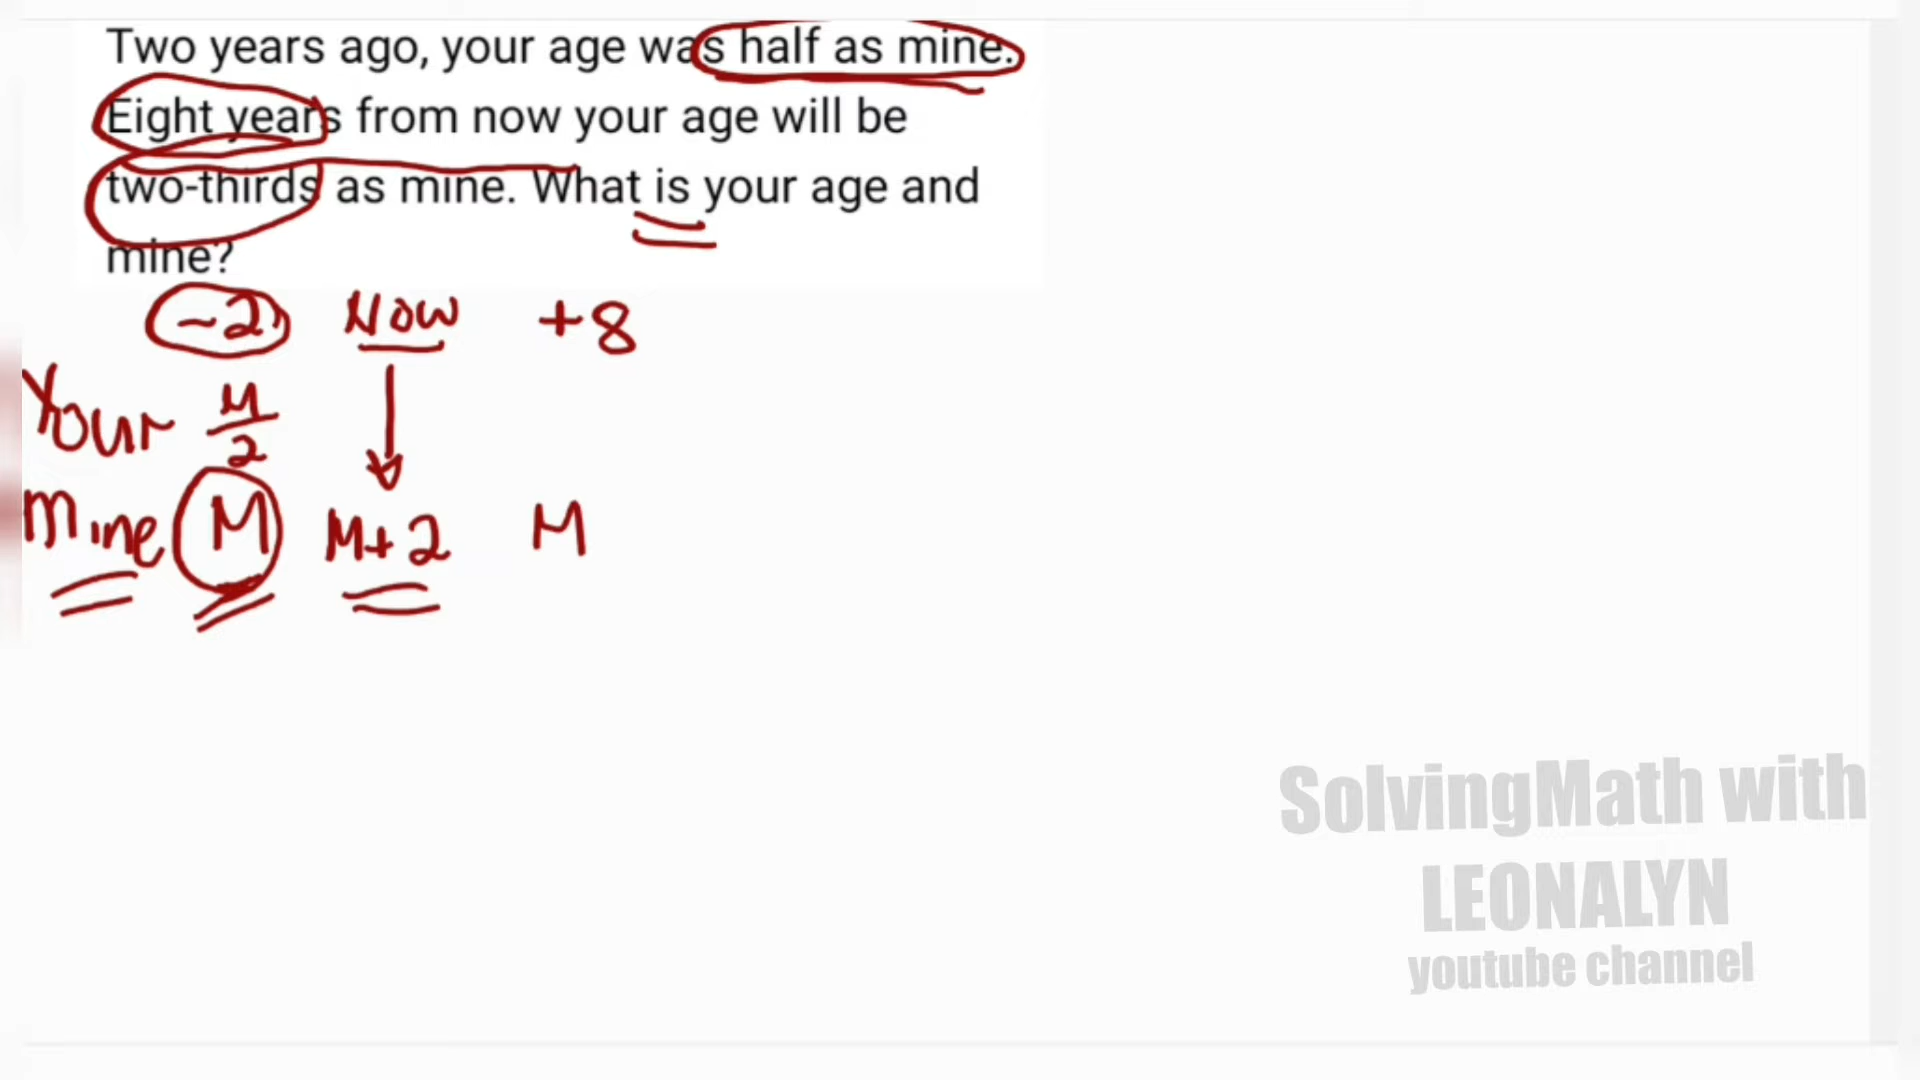 Two years ago, your age was half as mine.
Eight years from now your age will be
two-thirds as mine. What is your age and
mine?
-2 Now +8
Your M/2
Mine M M+2 M
SolvingMath with
LEONALYN
youtube channel